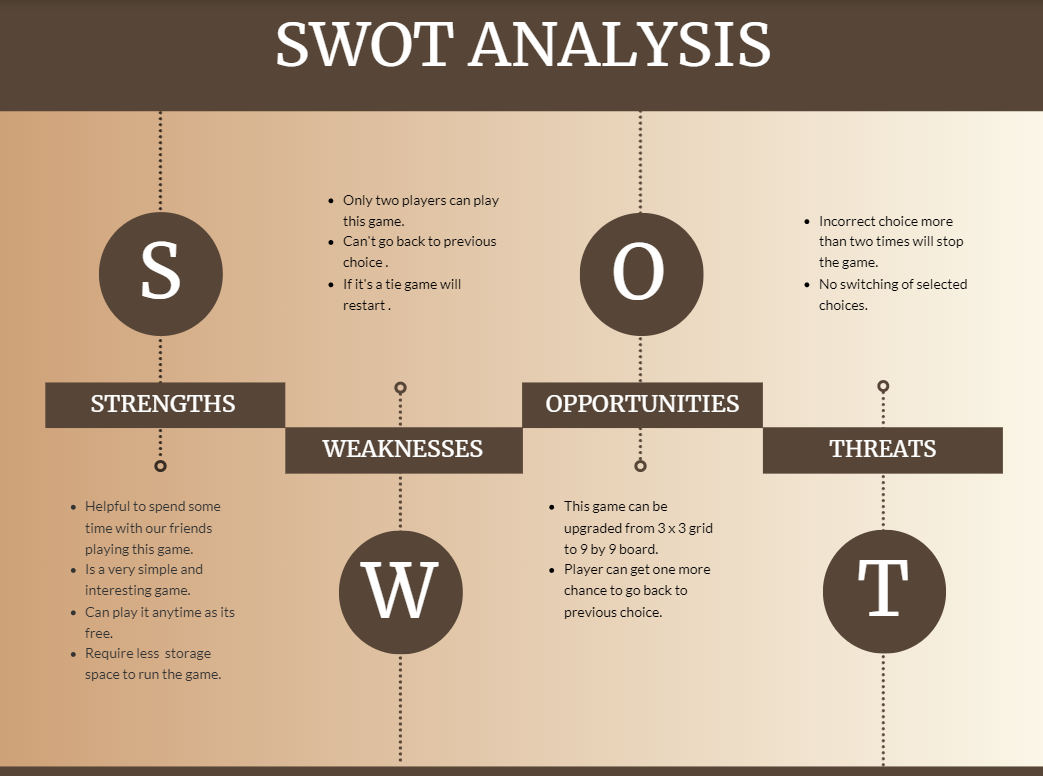 SWOT ANALYSIS
S
STRENGTHS
• Helpful to spend some
time with our friends
playing this game.
• Is a very simple and
interesting game.
• Can play it anytime as its
free.
• Require less  storage
space to run the game.
• Only two players can play
this game.
• Can't go back to previous
choice .
• If it's a tie game will
restart .
WEAKNESSES
W
O
OPPORTUNITIES
• This game can be
upgraded from 3 x 3 grid
to 9 by 9 board.
• Player can get one more
chance to go back to
previous choice.
• Incorrect choice more
than two times will stop
the game.
• No switching of selected
choices.
THREATS
T